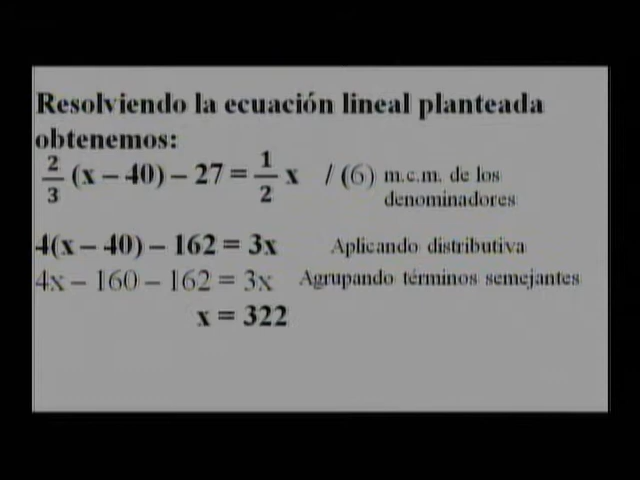 Resolviendo la ecuación lineal planteada
obtenemos:
2/3 (x – 40) – 27 = 1/2 x / (6) m.c.m. de los
denominadores
4(x – 40) – 162 = 3x Aplicando distributiva
4x – 160 – 162 = 3x Agrupando términos semejantes
x = 322